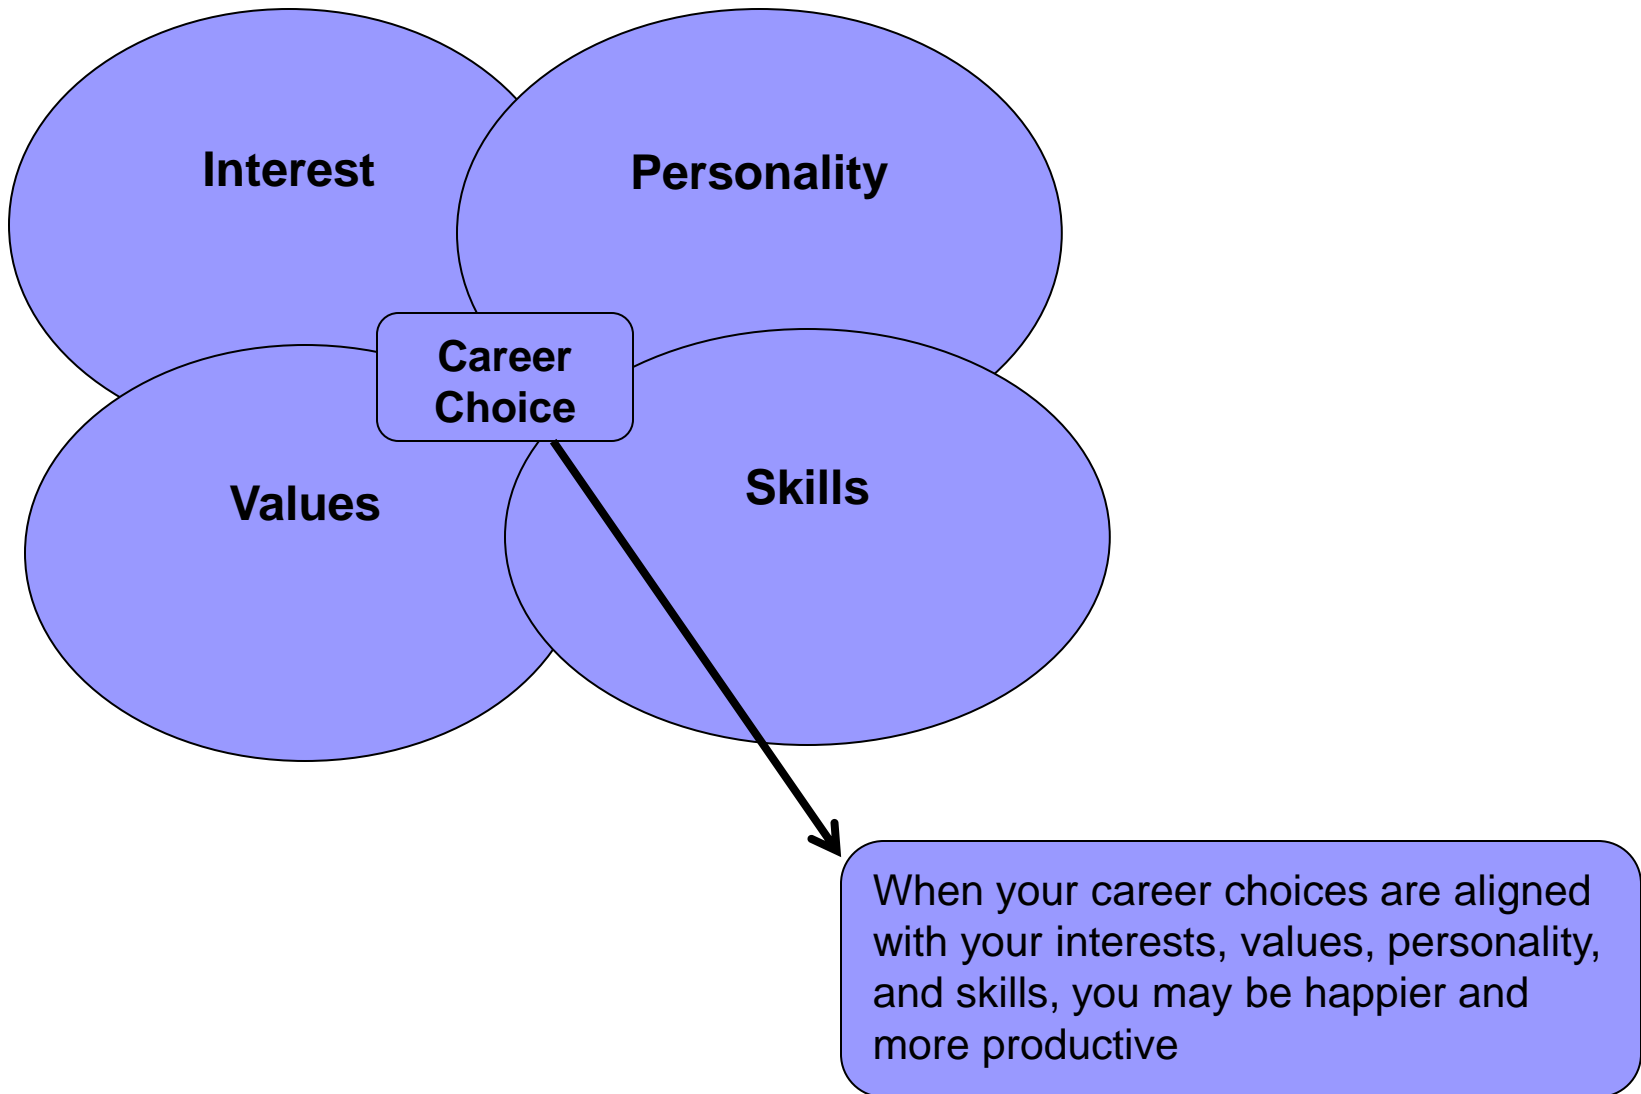 Interest
Personality
Career
Choice
Values
Skills
When your career choices are aligned
with your interests, values, personality,
and skills, you may be happier and
more productive